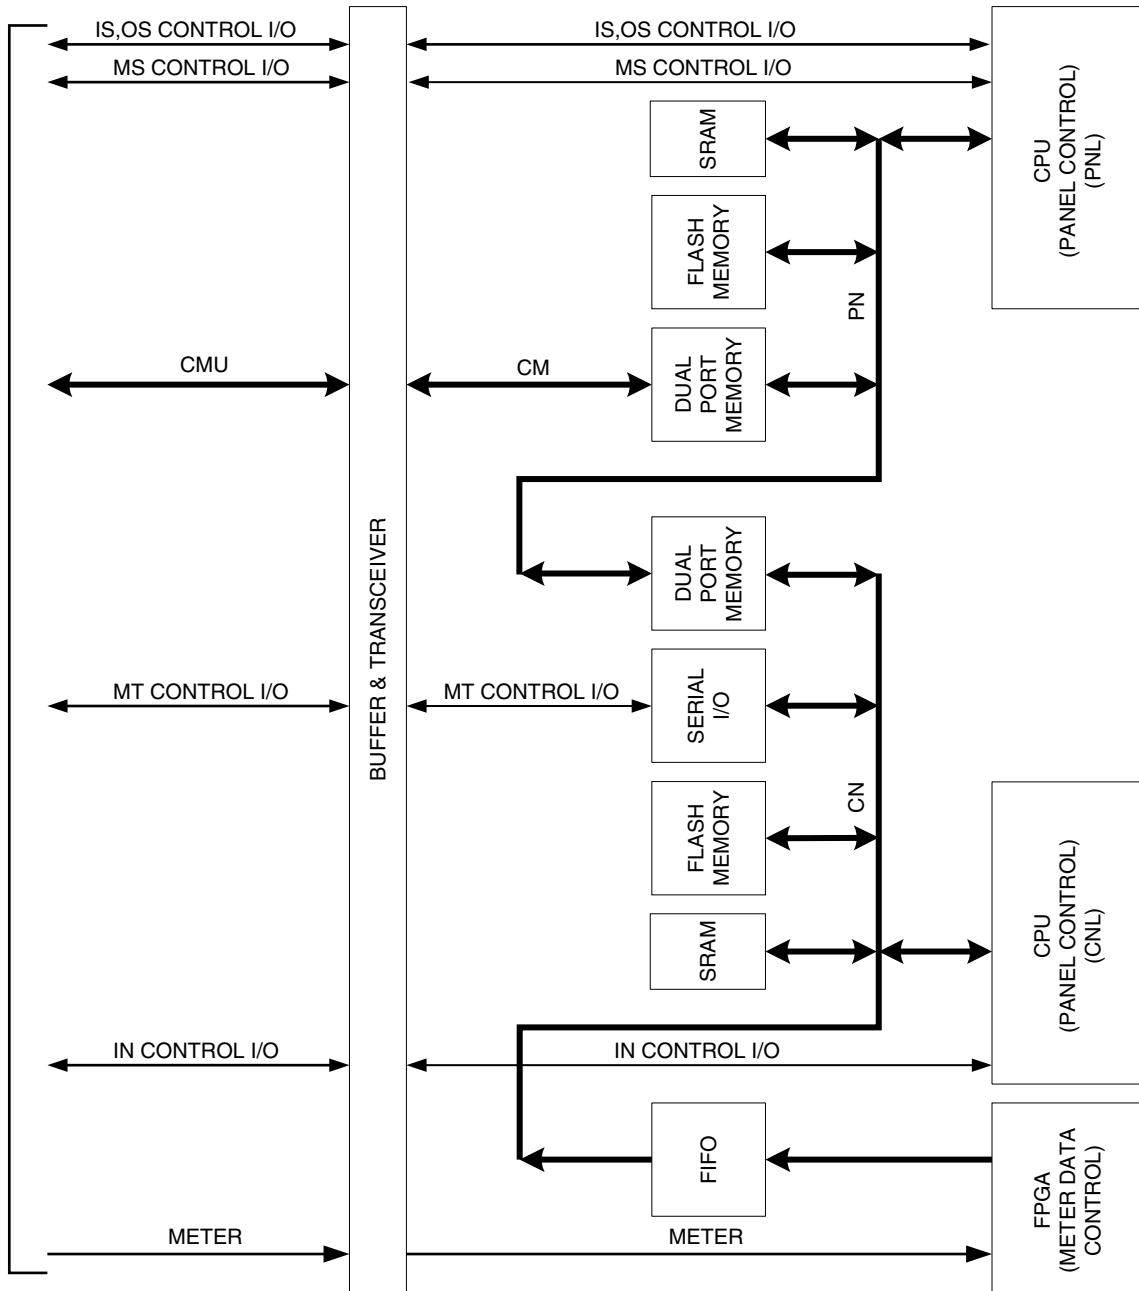 IS,OS CONTROL I/O
IS,OS CONTROL I/O
MS CONTROL I/O
MS CONTROL I/O
CPU
(PANEL CONTROL)
(PNL)
SRAM
FLASH
MEMORY
PN
CMU
CM
DUAL
PORT
MEMORY
BUFFER & TRANSCEIVER
DUAL
PORT
MEMORY
MT CONTROL I/O
MT CONTROL I/O
SERIAL
I/O
FLASH
MEMORY
CN
SRAM
CPU
(PANEL CONTROL)
(CNL)
IN CONTROL I/O
IN CONTROL I/O
FIFO
FPGA
(METER DATA
CONTROL)
METER
METER